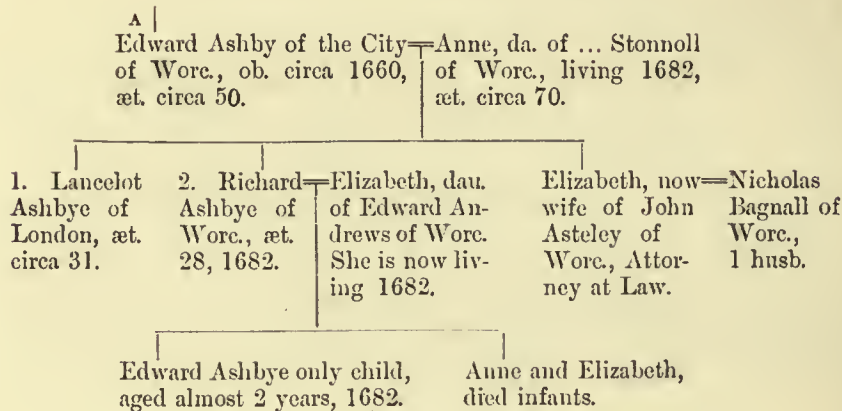 A
Edward Ashby of the City
of Worc., ob. circa 1660,
æt. circa 50.
Anne, da. of ... Stonnoll
of Worc., living 1682,
æt. circa 70.
1. Lancelot
Ashbye of
London, æt.
circa 31.
2. Richard
Ashbye of
Worc., æt.
28, 1682.
Elizabeth, dau.
of Edward An-
drews of Worc.
She is now liv-
ing 1682.
Elizabeth, now
wife of John
Asteley of
Worc., Attor-
ney at Law.
Nicholas
Bagnall of
Worc.,
1 husb.
Edward Ashbye only child,
aged almost 2 years, 1682.
Anne and Elizabeth,
died infants.